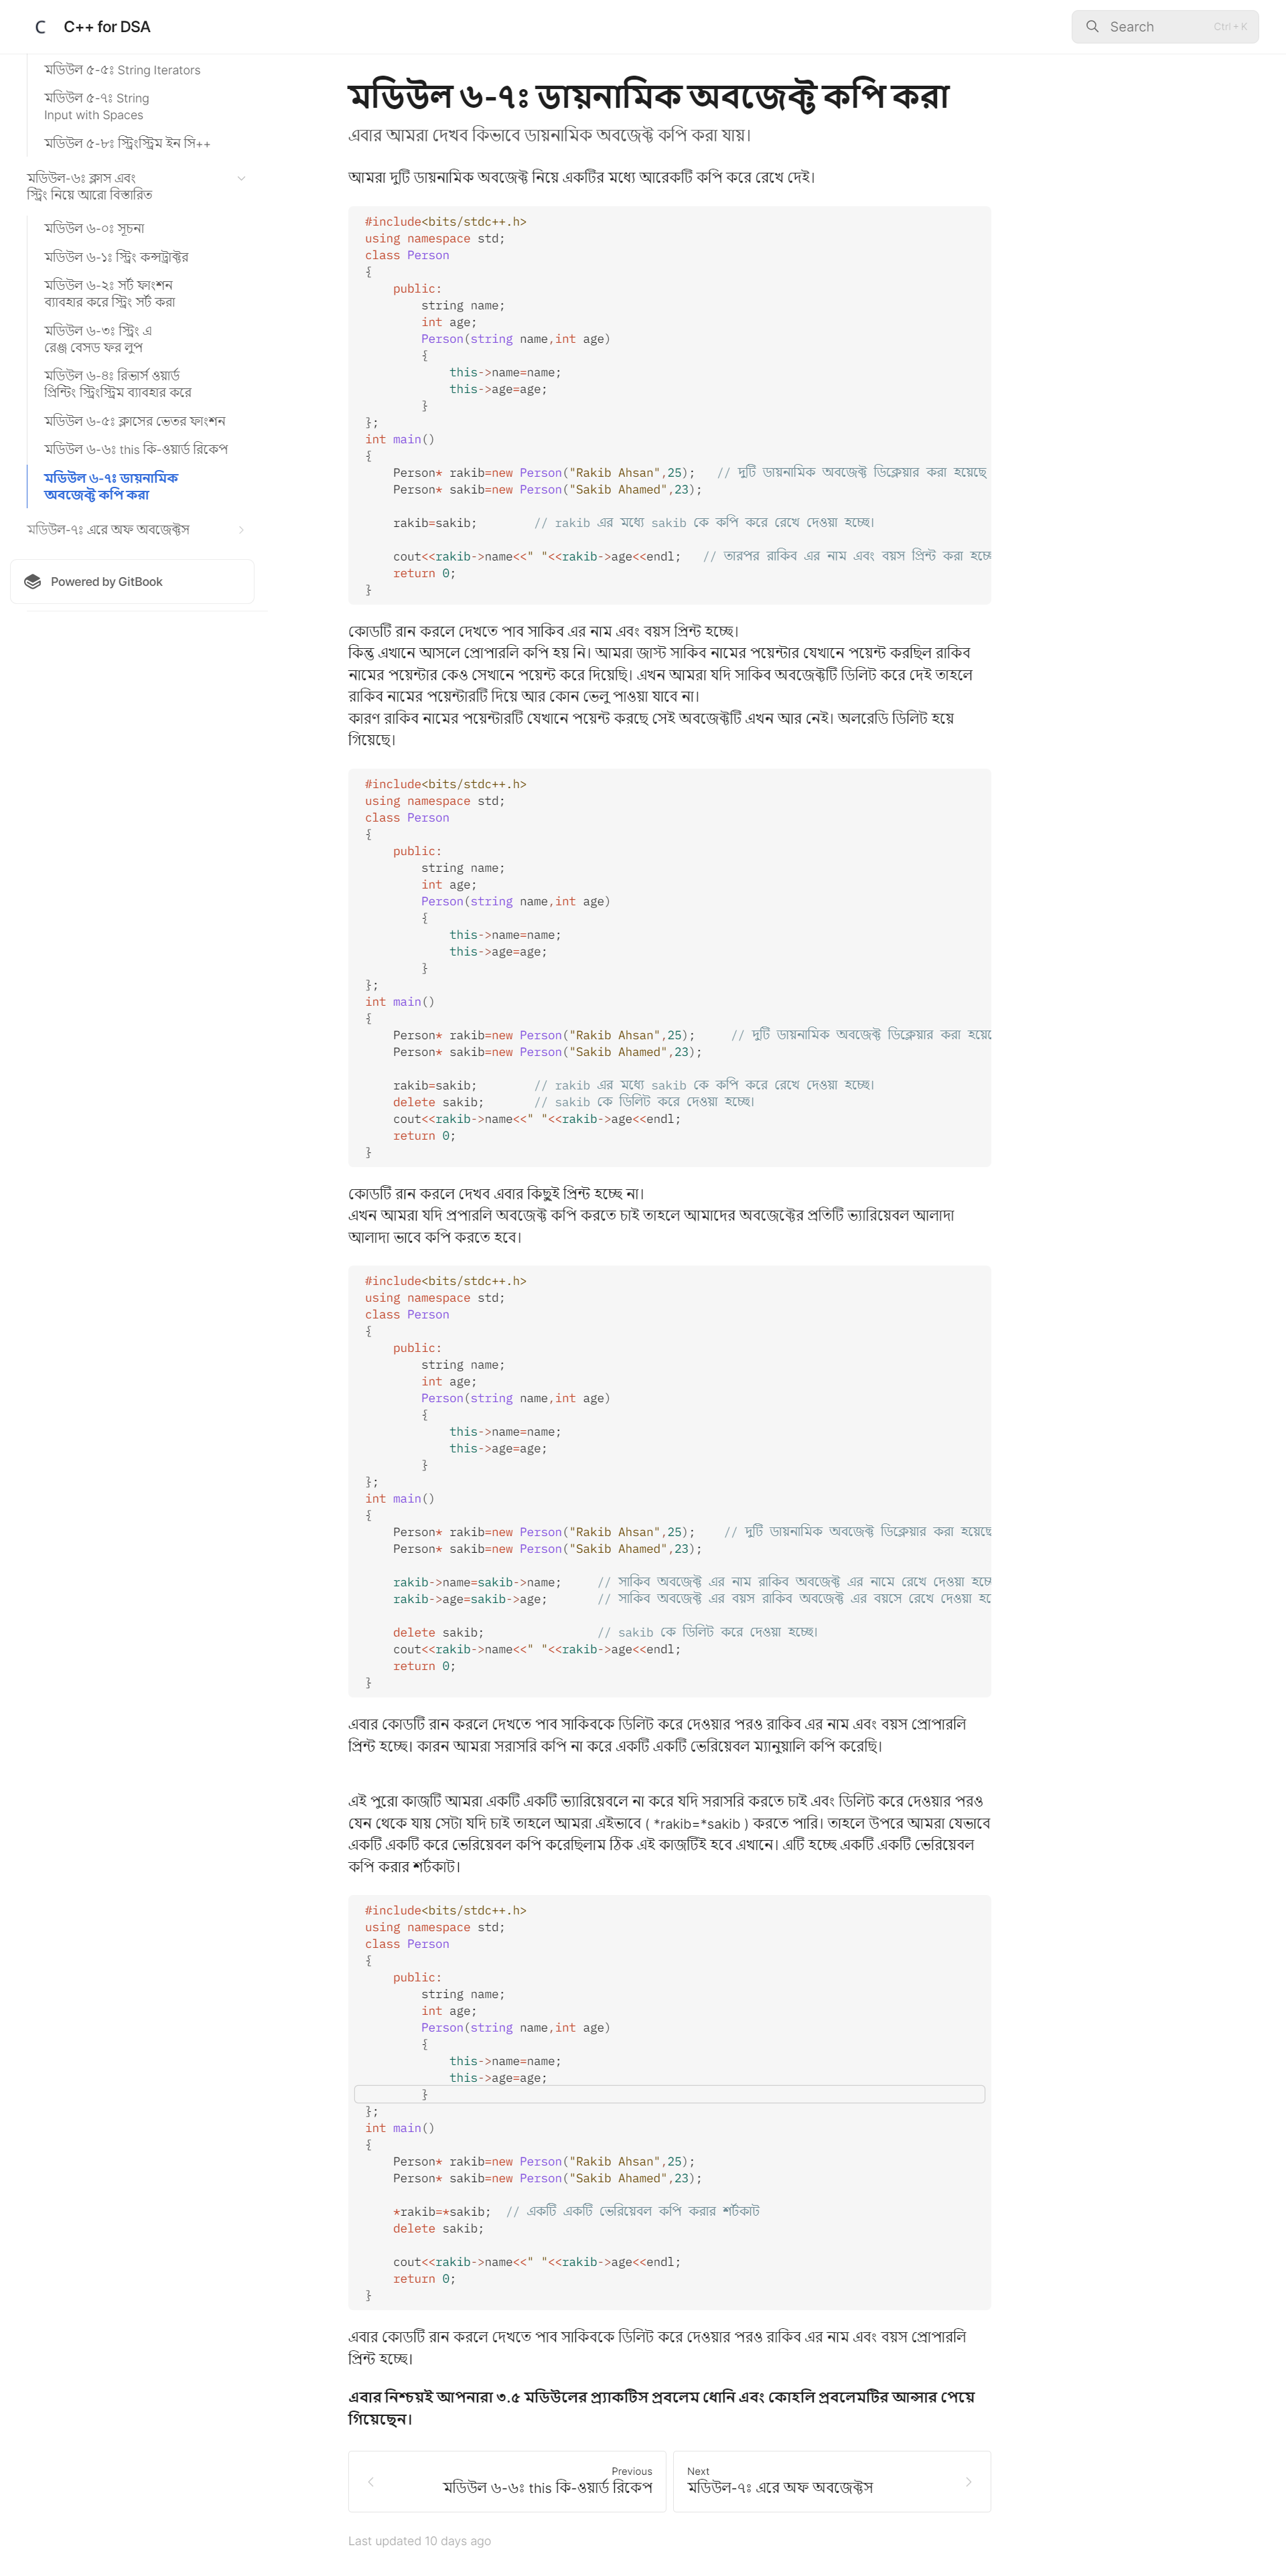 C
C++ for DSA
Search
Ctrl + K
মডিউল ৫-৫ঃ String Iterators
মডিউল ৫-৭ঃ String
Input with Spaces
মডিউল ৫-৮ঃ স্ট্রিংস্ট্রিম ইন সি++
মডিউল-৬ঃ ক্লাস এবং
স্ট্রিং নিয়ে আরো বিস্তারিত
মডিউল ৬-০ঃ সূচনা
মডিউল ৬-১ঃ স্ট্রিং কন্সট্রাক্টর
মডিউল ৬-২ঃ সর্ট ফাংশন
ব্যাবহার করে স্ট্রিং সর্ট করা
মডিউল ৬-৩ঃ স্ট্রিং এ
রেঞ্জ বেসড ফর লুপ
মডিউল ৬-৪ঃ রিভার্স ওয়ার্ড
প্রিন্টিং স্ট্রিংস্ট্রিম ব্যাবহার করে
মডিউল ৬-৫ঃ ক্লাসের ভেতর ফাংশন
মডিউল ৬-৬ঃ this কি-ওয়ার্ড রিকেপ
মডিউল ৬-৭ঃ ডায়নামিক
অবজেক্ট কপি করা
মডিউল-৭ঃ এরে অফ অবজেক্টস
Powered by GitBook
মডিউল ৬-৭ঃ ডায়নামিক অবজেক্ট কপি করা
এবার আমরা দেখব কিভাবে ডায়নামিক অবজেক্ট কপি করা যায়।
আমরা দুটি ডায়নামিক অবজেক্ট নিয়ে একটির মধ্যে আরেকটি কপি করে রেখে দেই।
#include<bits/stdc++.h>
using namespace std;
class Person
{
    public:
        string name;
        int age;
        Person(string name,int age)
        {
            this->name=name;
            this->age=age;
        }
};
int main()
{
    Person* rakib=new Person("Rakib Ahsan",25);   // দুটি ডায়নামিক অবজেক্ট ডিক্লেয়ার করা হয়েছে
    Person* sakib=new Person("Sakib Ahamed",23);
    rakib=sakib;        // rakib এর মধ্যে sakib কে কপি করে রেখে দেওয়া হচ্ছে।
    cout<<rakib->name<<" "<<rakib->age<<endl;   // তারপর রাকিব এর নাম এবং বয়স প্রিন্ট করা হচ্ছে
    return 0;
}
কোডটি রান করলে দেখতে পাব সাকিব এর নাম এবং বয়স প্রিন্ট হচ্ছে।
কিন্তু এখানে আসলে প্রোপারলি কপি হয় নি। আমরা জাস্ট সাকিব নামের পয়েন্টার যেখানে পয়েন্ট করছিল রাকিব
নামের পয়েন্টার কেও সেখানে পয়েন্ট করে দিয়েছি। এখন আমরা যদি সাকিব অবজেক্টটি ডিলিট করে দেই তাহলে
রাকিব নামের পয়েন্টারটি দিয়ে আর কোন ভেলু পাওয়া যাবে না।
কারণ রাকিব নামের পয়েন্টারটি যেখানে পয়েন্ট করছে সেই অবজেক্টটি এখন আর নেই। অলরেডি ডিলিট হয়ে
গিয়েছে।
#include<bits/stdc++.h>
using namespace std;
class Person
{
    public:
        string name;
        int age;
        Person(string name,int age)
        {
            this->name=name;
            this->age=age;
        }
};
int main()
{
    Person* rakib=new Person("Rakib Ahsan",25);     // দুটি ডায়নামিক অবজেক্ট ডিক্লেয়ার করা হয়েছে
    Person* sakib=new Person("Sakib Ahamed",23);
    rakib=sakib;        // rakib এর মধ্যে sakib কে কপি করে রেখে দেওয়া হচ্ছে।
    delete sakib;       // sakib কে ডিলিট করে দেওয়া হচ্ছে।
    cout<<rakib->name<<" "<<rakib->age<<endl;
    return 0;
}
কোডটি রান করলে দেখব এবার কিছুই প্রিন্ট হচ্ছে না।
এখন আমরা যদি প্রপারলি অবজেক্ট কপি করতে চাই তাহলে আমাদের অবজেক্টের প্রতিটি ভ্যারিয়েবল আলাদা
আলাদা ভাবে কপি করতে হবে।
#include<bits/stdc++.h>
using namespace std;
class Person
{
    public:
        string name;
        int age;
        Person(string name,int age)
        {
            this->name=name;
            this->age=age;
        }
};
int main()
{
    Person* rakib=new Person("Rakib Ahsan",25);    // দুটি ডায়নামিক অবজেক্ট ডিক্লেয়ার করা হয়েছে
    Person* sakib=new Person("Sakib Ahamed",23);
    rakib->name=sakib->name;     // সাকিব অবজেক্ট এর নাম রাকিব অবজেক্ট এর নামে রেখে দেওয়া হচ্ছে
    rakib->age=sakib->age;       // সাকিব অবজেক্ট এর বয়স রাকিব অবজেক্ট এর বয়সে রেখে দেওয়া
    delete sakib;                // sakib কে ডিলিট করে দেওয়া হচ্ছে।
    cout<<rakib->name<<" "<<rakib->age<<endl;
    return 0;
}
এবার কোডটি রান করলে দেখতে পাব সাকিবকে ডিলিট করে দেওয়ার পরও রাকিব এর নাম এবং বয়স প্রোপারলি
প্রিন্ট হচ্ছে। কারন আমরা সরাসরি কপি না করে একটি একটি ভেরিয়েবল ম্যানুয়ালি কপি করেছি।
এই পুরো কাজটি আমরা একটি একটি ভ্যারিয়েবলে না করে যদি সরাসরি করতে চাই এবং ডিলিট করে দেওয়ার পরও
যেন থেকে যায় সেটা যদি চাই তাহলে আমরা এইভাবে ( *rakib=*sakib ) করতে পারি। তাহলে উপরে আমরা যেভাবে
একটি একটি করে ভেরিয়েবল কপি করেছিলাম ঠিক এই কাজটিই হবে এখানে। এটি হচ্ছে একটি একটি ভেরিয়েবল
কপি করার শর্টকাট।
#include<bits/stdc++.h>
using namespace std;
class Person
{
    public:
        string name;
        int age;
        Person(string name,int age)
        {
            this->name=name;
            this->age=age;
        }
};
int main()
{
    Person* rakib=new Person("Rakib Ahsan",25);
    Person* sakib=new Person("Sakib Ahamed",23);
    *rakib=*sakib;  // একটি একটি ভেরিয়েবল কপি করার শর্টকাট
    delete sakib;
    cout<<rakib->name<<" "<<rakib->age<<endl;
    return 0;
}
এবার কোডটি রান করলে দেখতে পাব সাকিবকে ডিলিট করে দেওয়ার পরও রাকিব এর নাম এবং বয়স প্রোপারলি
প্রিন্ট হচ্ছে।
এবার নিশ্চয়ই আপনারা ৩.৫ মডিউলের প্র্যাকটিস প্রবলেম ধোনি এবং কোহলি প্রবলেমটির আন্সার পেয়ে
গিয়েছেন।
Previous
মডিউল ৬-৬ঃ this কি-ওয়ার্ড রিকেপ
Next
মডিউল-৭ঃ এরে অফ অবজেক্টস
Last updated 10 days ago